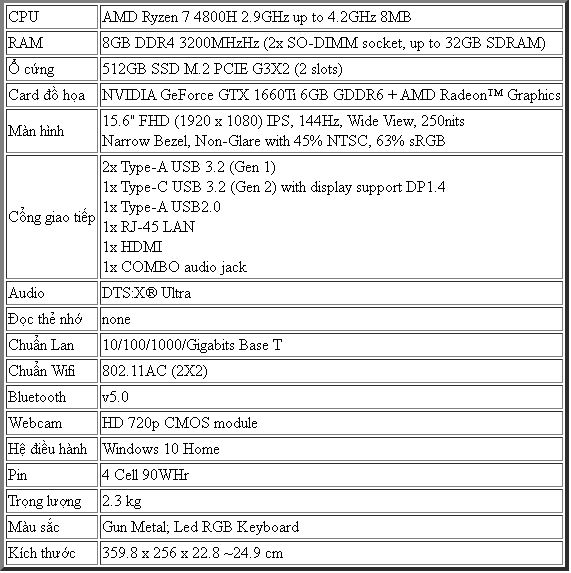 CPU AMD Ryzen 7 4800H 2.9GHz up to 4.2GHz 8MB
RAM 8GB DDR4 3200MHzHz (2x SO-DIMM socket, up to 32GB SDRAM)
Ổ cứng 512GB SSD M.2 PCIE G3X2 (2 slots)
Card đồ họa NVIDIA GeForce GTX 1660Ti 6GB GDDR6 + AMD Radeon™ Graphics
Màn hình 15.6" FHD (1920 x 1080) IPS, 144Hz, Wide View, 250nits
Narrow Bezel, Non-Glare with 45% NTSC, 63% sRGB
Cổng giao tiếp 2x Type-A USB 3.2 (Gen 1)
1x Type-C USB 3.2 (Gen 2) with display support DP1.4
1x Type-A USB2.0
1x RJ-45 LAN
1x HDMI
1x COMBO audio jack
Audio DTS:X® Ultra
Đọc thẻ nhớ none
Chuẩn Lan 10/100/1000/Gigabits Base T
Chuẩn Wifi 802.11AC (2X2)
Bluetooth v5.0
Webcam HD 720p CMOS module
Hệ điều hành Windows 10 Home
Pin 4 Cell 90WHr
Trọng lượng 2.3 kg
Màu sắc Gun Metal; Led RGB Keyboard
Kích thước 359.8 x 256 x 22.8 ~24.9 cm